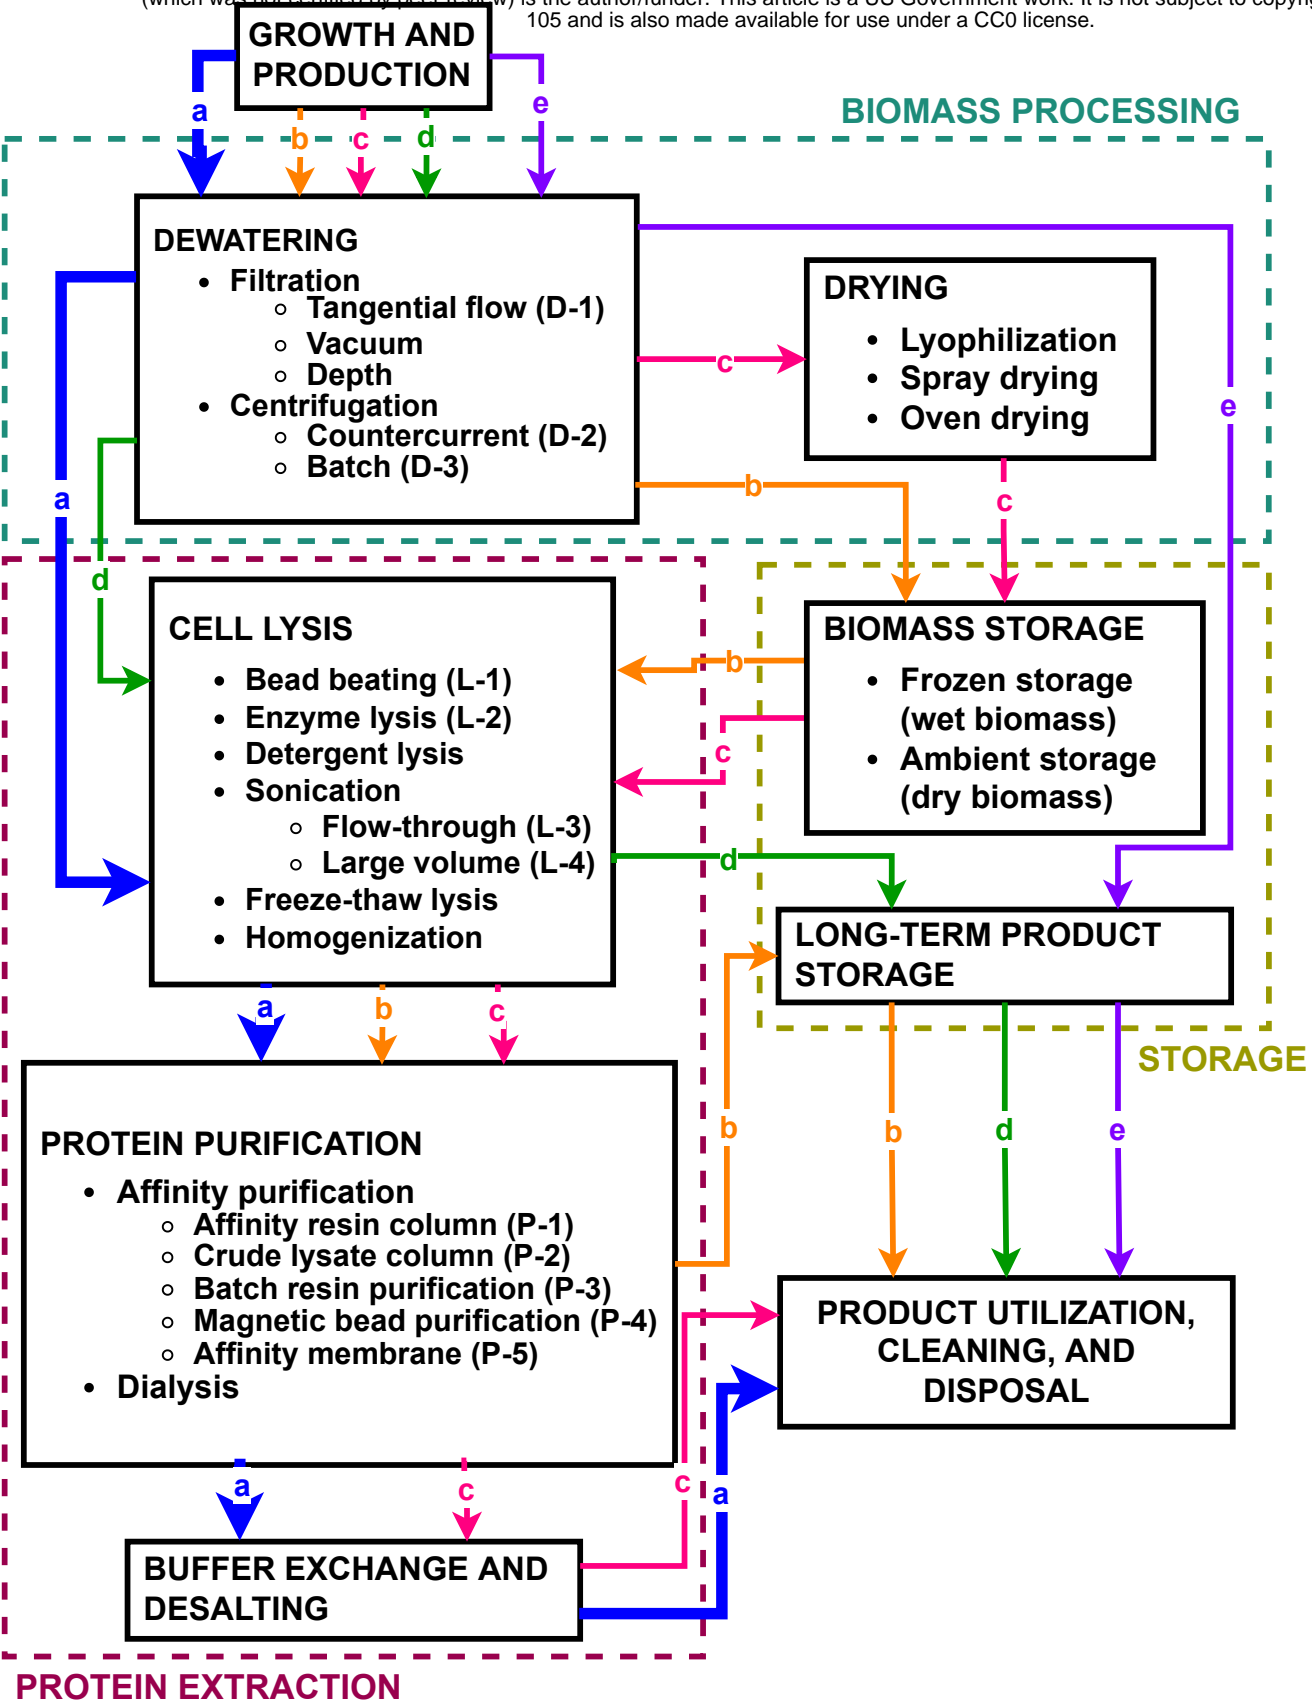 105 and is also made available for use under a CC0 license.
GROWTH AND
PRODUCTION
a
b
c
d
e
BIOMASS PROCESSING
DEWATERING
• Filtration
○ Tangential flow (D-1)
○ Vacuum
○ Depth
• Centrifugation
○ Countercurrent (D-2)
○ Batch (D-3)
DRYING
• Lyophilization
• Spray drying
• Oven drying
c
e
b
c
a
d
CELL LYSIS
• Bead beating (L-1)
• Enzyme lysis (L-2)
• Detergent lysis
• Sonication
○ Flow-through (L-3)
○ Large volume (L-4)
• Freeze-thaw lysis
• Homogenization
b
c
d
BIOMASS STORAGE
• Frozen storage
(wet biomass)
• Ambient storage
(dry biomass)
LONG-TERM PRODUCT
STORAGE
STORAGE
a
b
c
PROTEIN PURIFICATION
• Affinity purification
○ Affinity resin column (P-1)
○ Crude lysate column (P-2)
○ Batch resin purification (P-3)
○ Magnetic bead purification (P-4)
○ Affinity membrane (P-5)
• Dialysis
b
b
d
e
PRODUCT UTILIZATION,
CLEANING, AND
DISPOSAL
a
c
c
a
BUFFER EXCHANGE AND
DESALTING
PROTEIN EXTRACTION